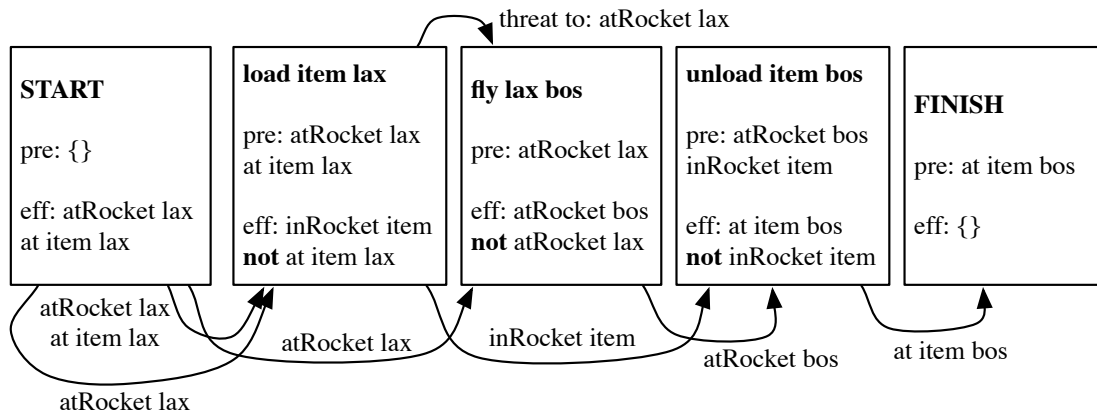 threat to: atRocket lax
START
pre: {}
eff: atRocket lax
at item lax
load item lax
pre: atRocket lax
at item lax
eff: inRocket item
not at item lax
fly lax bos
pre: atRocket lax
eff: atRocket bos
not atRocket lax
unload item bos
pre: atRocket bos
inRocket item
eff: at item bos
not inRocket item
FINISH
pre: at item bos
eff: {}
atRocket lax
at item lax
atRocket lax
atRocket lax
inRocket item
atRocket bos
at item bos